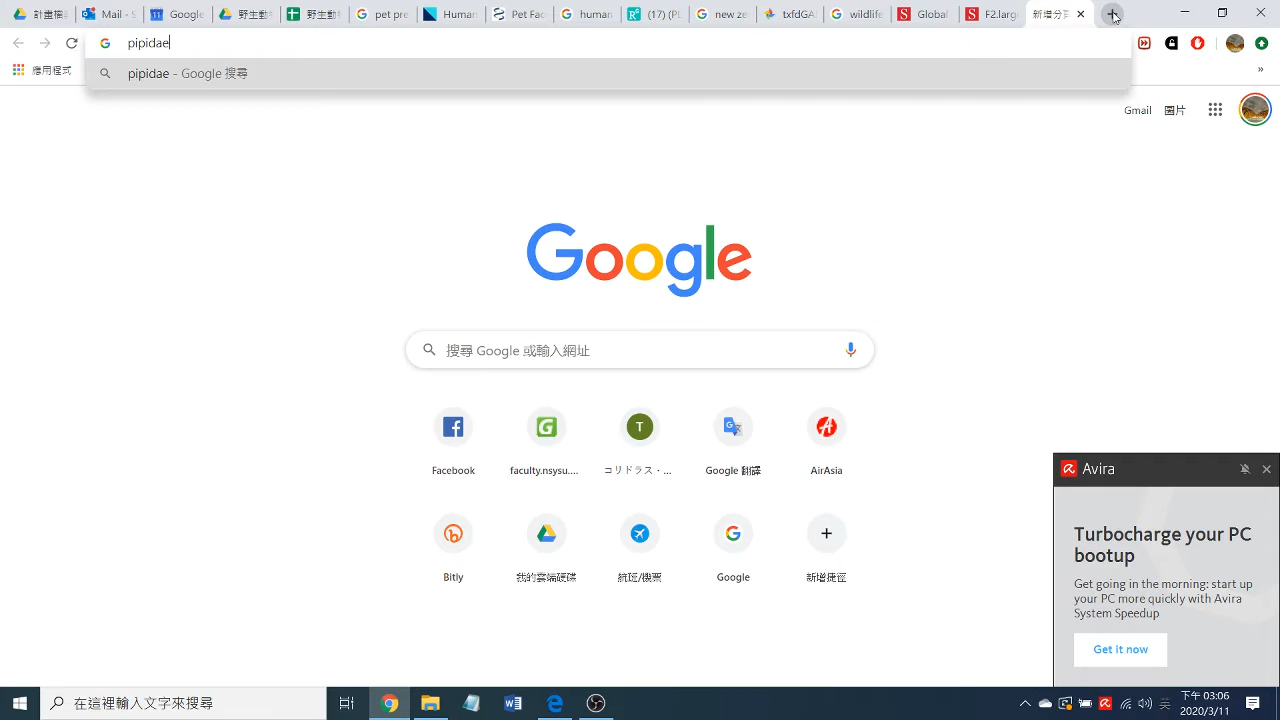 計畫核
Mail - S
Google
野生動
野生動
pet pre
Human
Pet Exc
human
(17) (PD
new ze
FidGA
wildlife
Global
F2.larg
新增分頁
pipidae
pipidae - Google 搜尋
應用程式
»
Gmail 圖片
Google
搜尋 Google 或輸入網址
T
Facebook
faculty.nsysu....
コリドラス・...
Google 翻譯
AirAsia
Bitly
我的雲端硬碟
航班/機票
Google
新增捷徑
Avira
Turbocharge your PC
bootup
Get going in the morning: start up
your PC more quickly with Avira
System Speedup
Get it now
在這裡輸入文字來搜尋
下午 03:06
2020/3/11